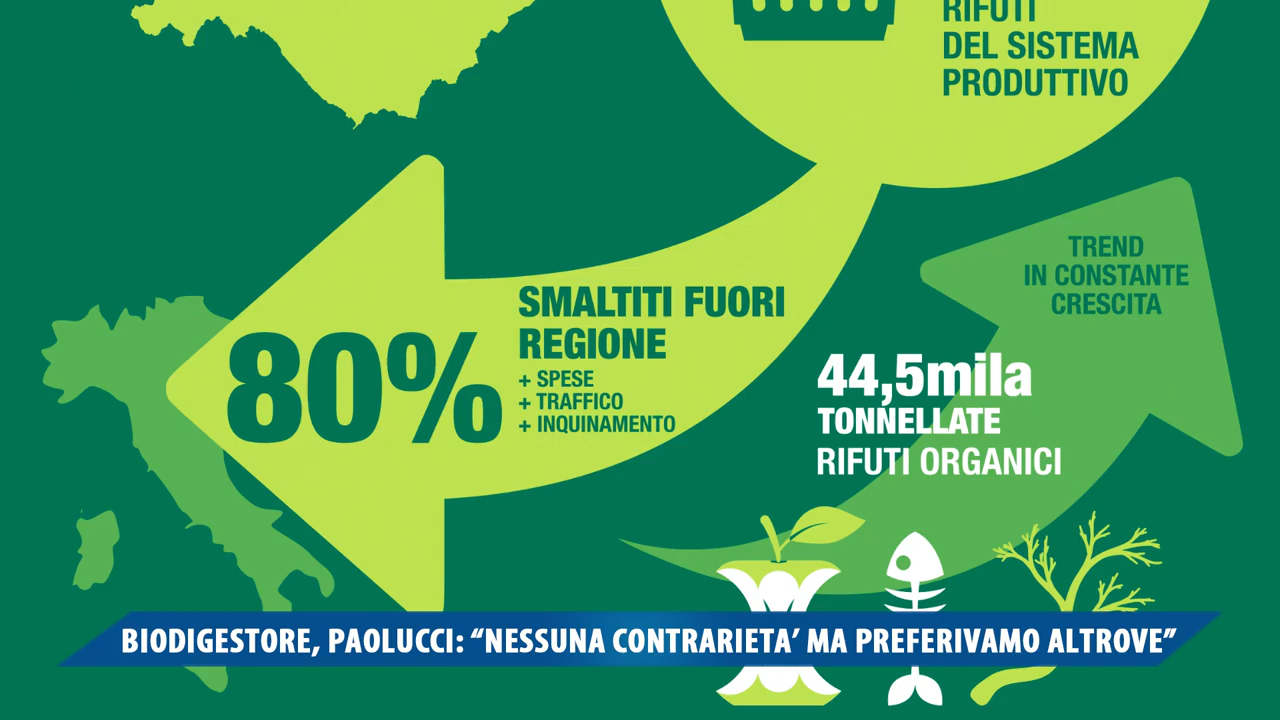 RIFUTI
DEL SISTEMA
PRODUTTIVO
TREND
IN CONSTANTE
CRESCITA
80%
SMALTITI FUORI
REGIONE
+ SPESE
+ TRAFFICO
+ INQUINAMENTO
44,5mila
TONNELLATE
RIFUTI ORGANICI
BIODIGESTORE, PAOLUCCI: “NESSUNA CONTRARIETA’ MA PREFERIVAMO ALTROVE”